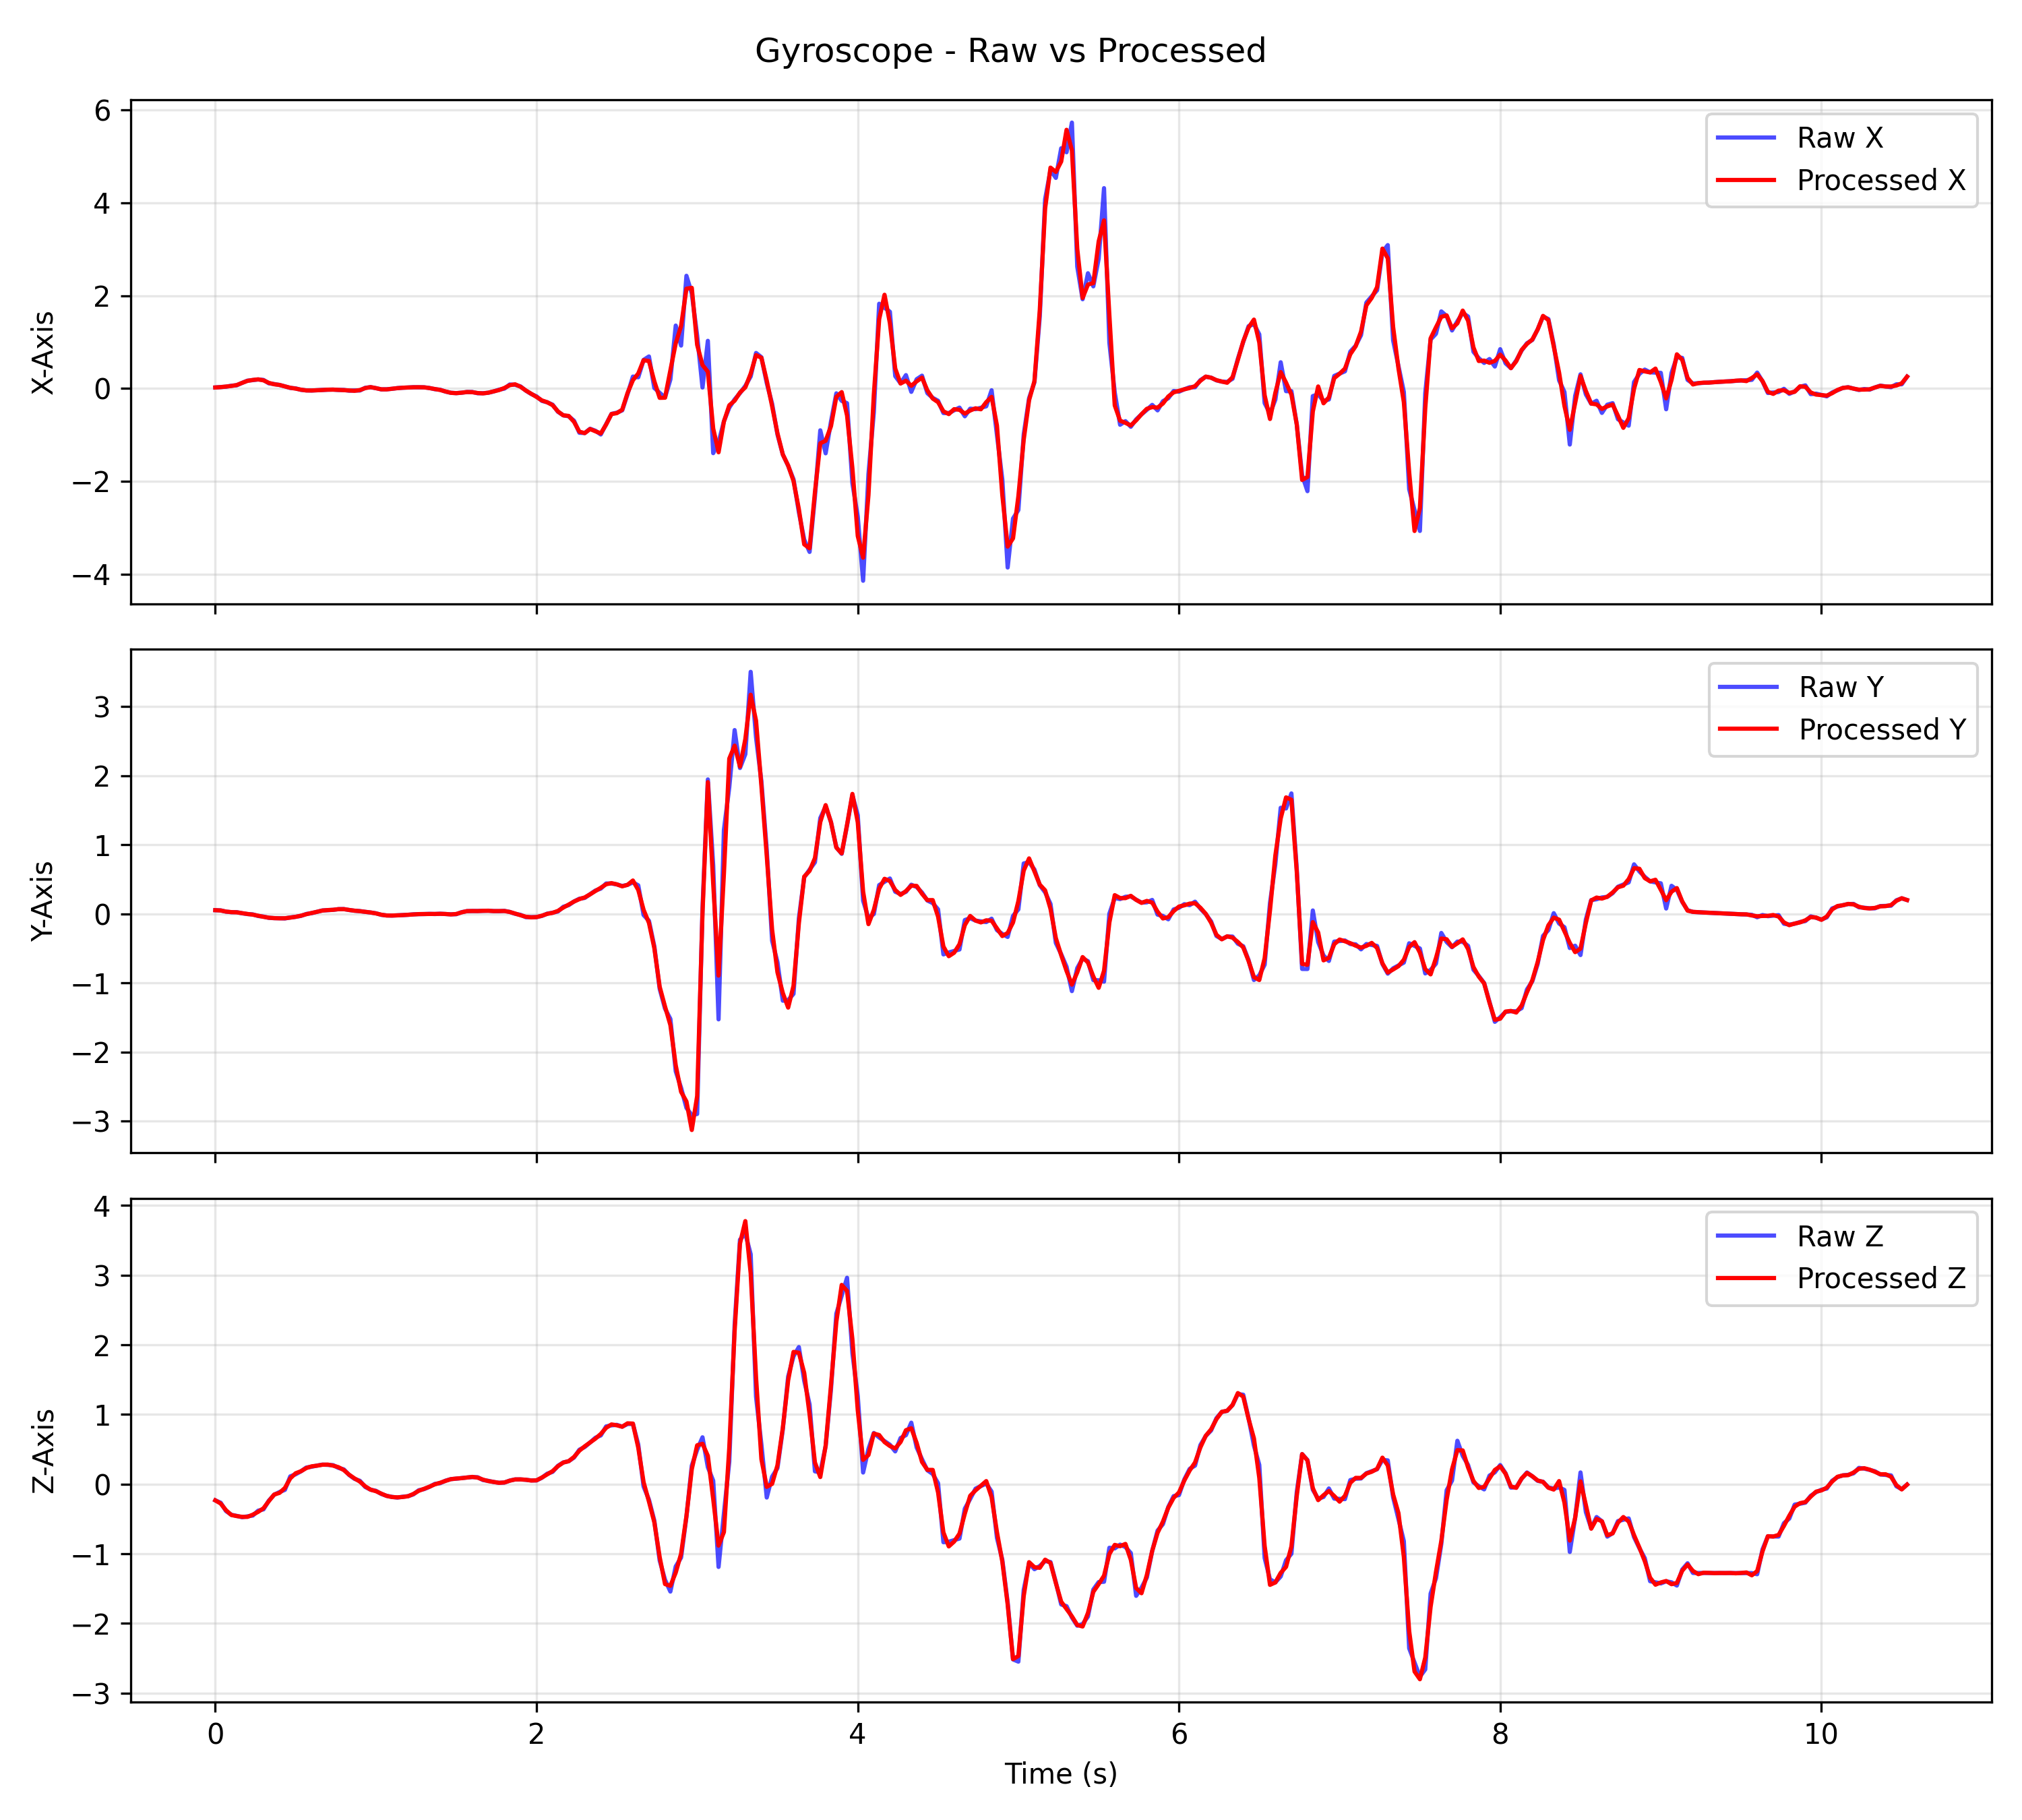 Gyroscope - Raw vs Processed
6
4
2
0
−2
−4
X-Axis
Raw X
Processed X
3
2
1
0
−1
−2
−3
Y-Axis
Raw Y
Processed Y
4
3
2
1
0
−1
−2
−3
Z-Axis
Raw Z
Processed Z
0 2 4 6 8 10
Time (s)